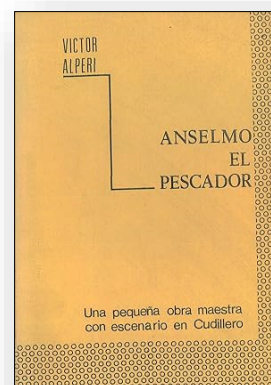 VICTOR
ALPERI
ANSELMO
EL
PESCADOR
Una pequeña obra maestra
con escenario en Cudillero